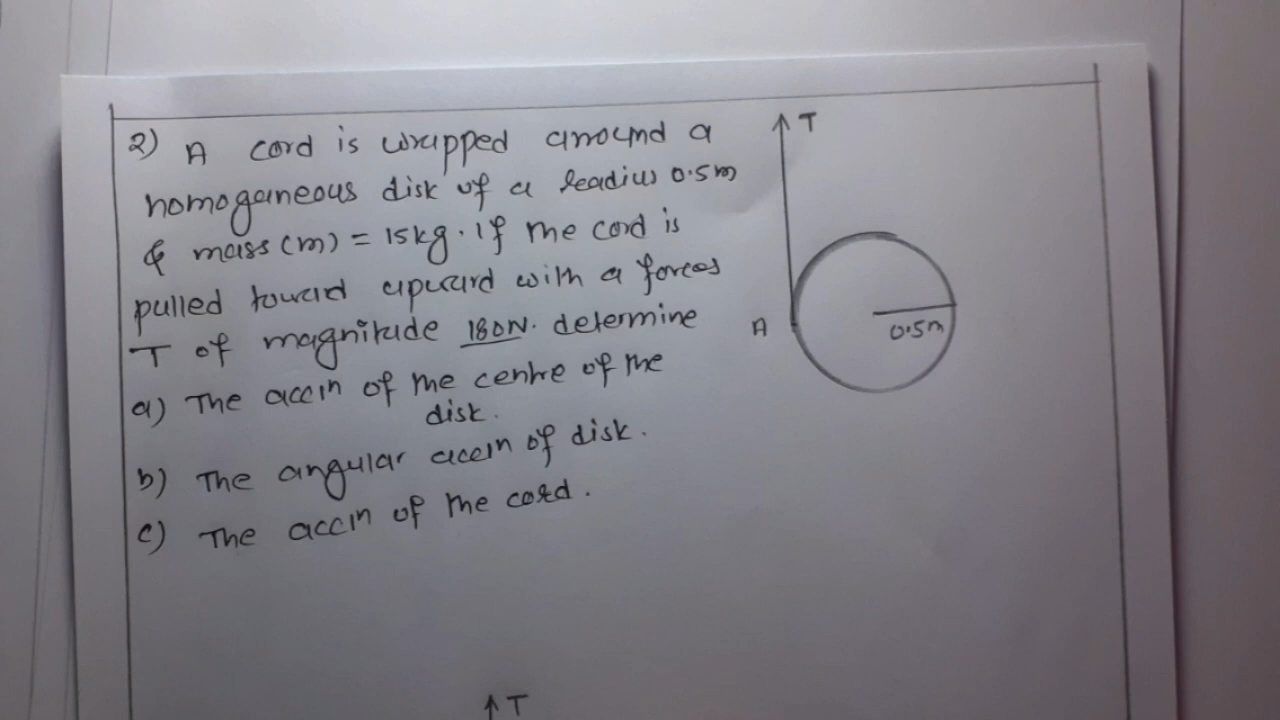 2) A cord is wrapped around a
homogeneous disk of a radius 0.5m
& mass (m) = 15kg. If the cord is
pulled toward upward with a forces
T of magnitude 180N. determine
a) The accln of the centre of the
disk.
b) The angular accln of disk.
c) The accln of the cord.
T
A
0.5m
T